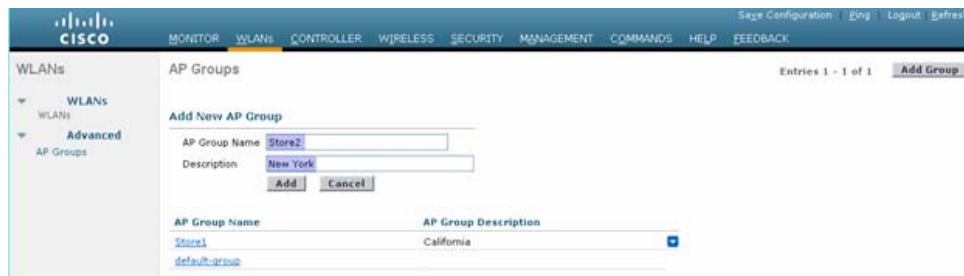 Save Configuration Ping Logout Refresh
CISCO
MONITOR WLANs CONTROLLER WIRELESS SECURITY MANAGEMENT COMMANDS HELP FEEDBACK
WLANs
AP Groups
Entries 1 - 1 of 1
Add Group
WLANs
WLANs
Advanced
AP Groups
Add New AP Group
AP Group Name Store2
Description New York
Add Cancel
AP Group Name AP Group Description
Store1 California
default-group